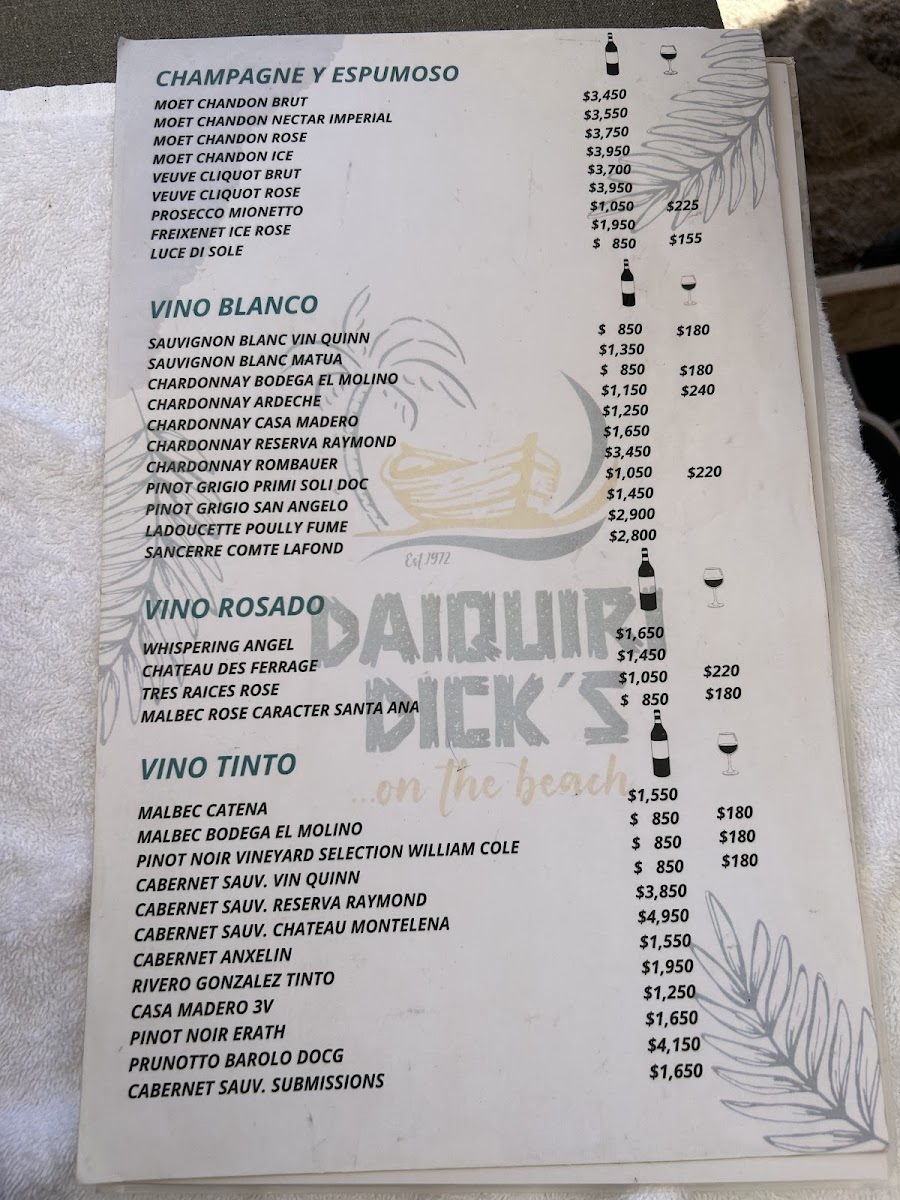 CHAMPAGNE Y ESPUMOSO
MOET CHANDON BRUT $3,450
MOET CHANDON NECTAR IMPERIAL $3,550
MOET CHANDON ROSE $3,750
MOET CHANDON ICE $3,950
VEUVE CLIQUOT BRUT $3,700
VEUVE CLIQUOT ROSE $3,950
PROSECCO MIONETTO $1,050 $225
FREIXENET ICE ROSE $1,950
LUCE DI SOLE $ 850 $155
VINO BLANCO
SAUVIGNON BLANC VIN QUINN $ 850 $180
SAUVIGNON BLANC MATUA $1,350
CHARDONNAY BODEGA EL MOLINO $ 850 $180
CHARDONNAY ARDECHE $1,150 $240
CHARDONNAY CASA MADERO $1,250
CHARDONNAY RESERVA RAYMOND $1,650
CHARDONNAY ROMBAUER $3,450
PINOT GRIGIO PRIMI SOLI DOC $1,050 $220
PINOT GRIGIO SAN ANGELO $1,450
LADOUCETTE POULLY FUME $2,900
SANCERRE COMTE LAFOND $2,800
Est 1972
VINO ROSADO
DAIQUIRI
DICK´S
...on the beach
WHISPERING ANGEL $1,650
CHATEAU DES FERRAGE $1,450
TRES RAICES ROSE $1,050 $220
MALBEC ROSE CARACTER SANTA ANA $ 850 $180
VINO TINTO
MALBEC CATENA $1,550
MALBEC BODEGA EL MOLINO $ 850 $180
PINOT NOIR VINEYARD SELECTION WILLIAM COLE $ 850 $180
CABERNET SAUV. VIN QUINN $ 850 $180
CABERNET SAUV. RESERVA RAYMOND $3,850
CABERNET SAUV. CHATEAU MONTELENA $4,950
CABERNET ANXELIN $1,550
RIVERO GONZALEZ TINTO $1,950
CASA MADERO 3V $1,250
PINOT NOIR ERATH $1,650
PRUNOTTO BAROLO DOCG $4,150
CABERNET SAUV. SUBMISSIONS $1,650